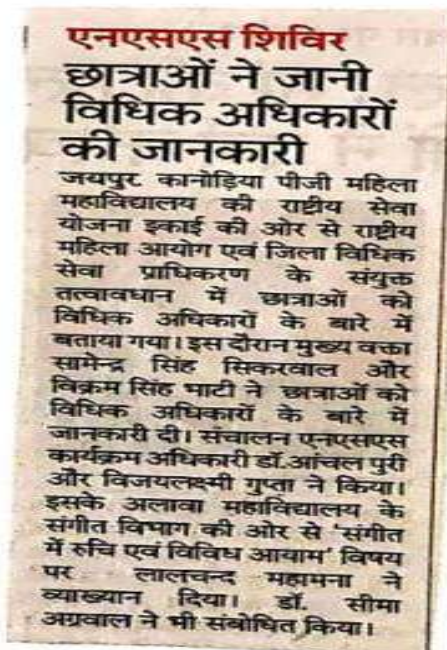 एनएसएस शिविर
छात्राओं ने जानी
विधिक अधिकारों
की जानकारी
जयपुर. कानोड़िया पीजी महिला
महाविद्यालय की राष्ट्रीय सेवा
योजना इकाई की ओर से राष्ट्रीय
महिला आयोग एवं जिला विधिक
सेवा प्राधिकरण के संयुक्त
तत्वावधान में छात्राओं को
विधिक अधिकारों के बारे में
बताया गया। इस दौरान मुख्य वक्ता
सामेन्द्र सिंह सिकरवाल और
विक्रम सिंह भाटी ने छात्राओं को
विधिक अधिकारों के बारे में
जानकारी दी। संचालन एनएसएस
कार्यक्रम अधिकारी डॉ.आंचल पुरी
और विजयलक्ष्मी गुप्ता ने किया।
इसके अलावा महाविद्यालय के
संगीत विभाग की ओर से 'संगीत
में रुचि एवं विविध आयाम' विषय
पर लालचन्द महामना ने
व्याख्यान दिया। डॉ. सीमा
अग्रवाल ने भी संबोधित किया।